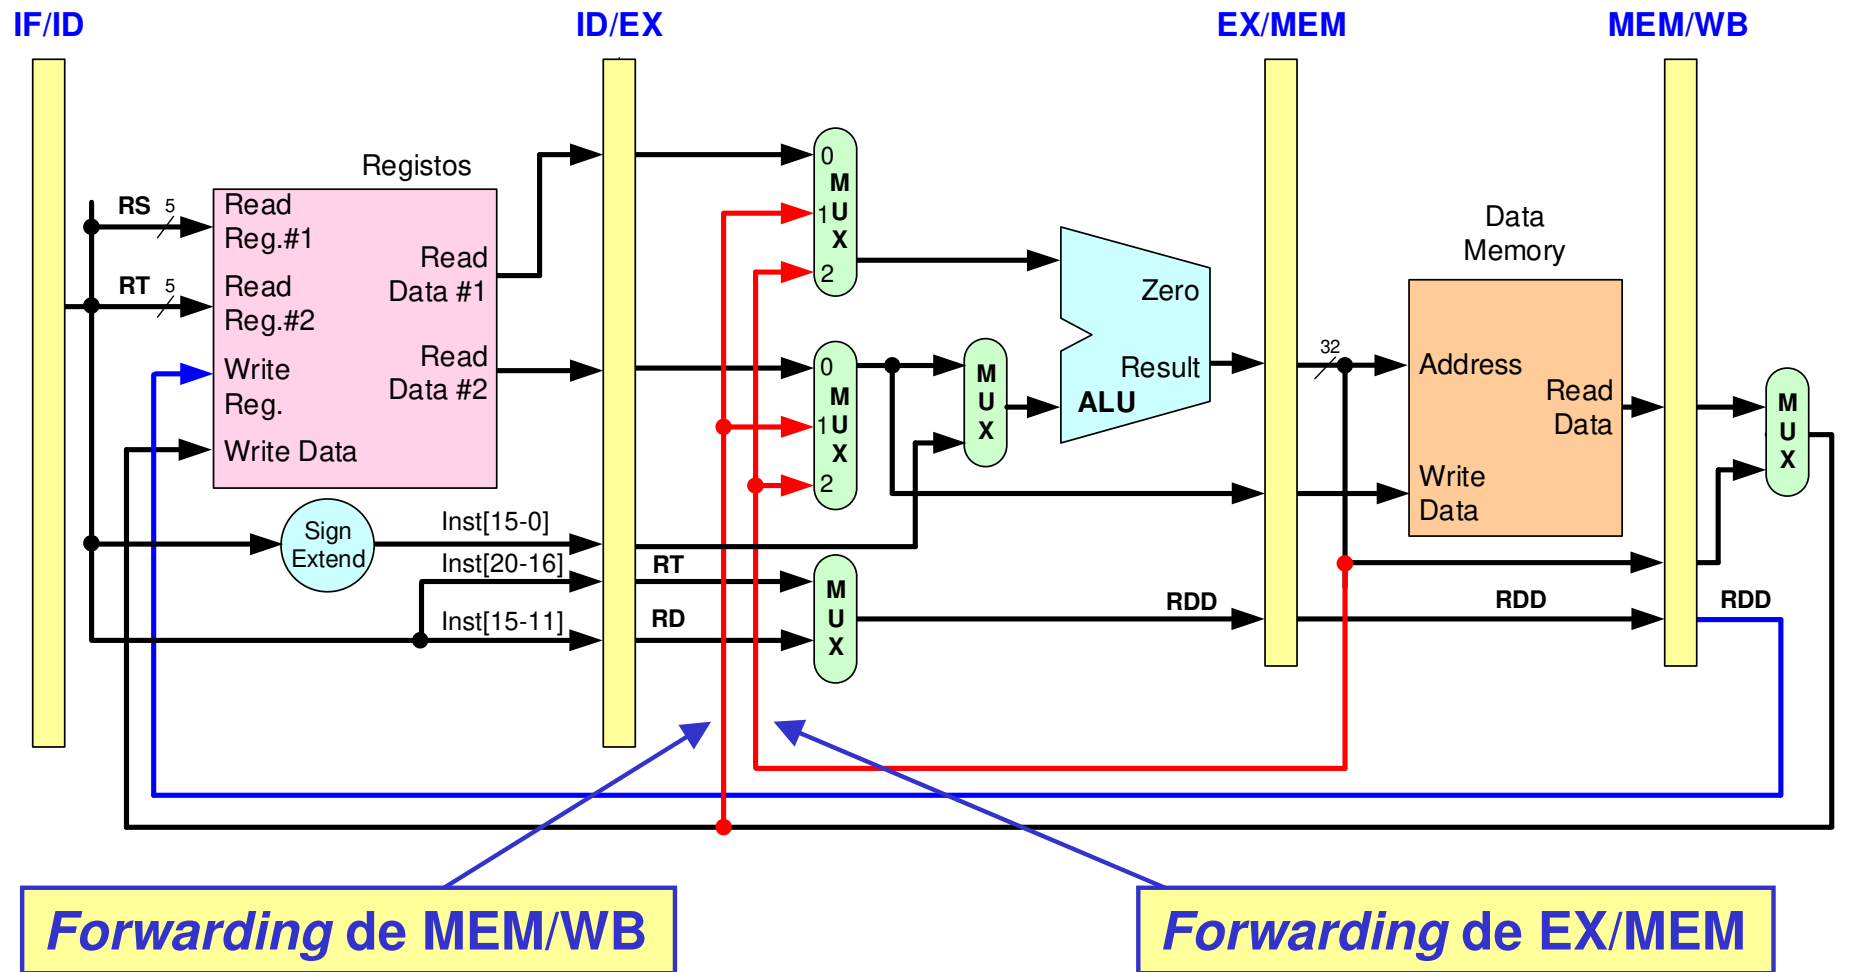 IF/ID
ID/EX
EX/MEM
MEM/WB
Registos
RS
5
Read
Reg.#1
RT
5
Read
Reg.#2
Write
Reg.
Write Data
Read
Data #1
Read
Data #2
Sign
Extend
Inst[15-0]
Inst[20-16]
Inst[15-11]
RT
RD
0
M
1U
X
2
0
M
1U
X
2
M
U
X
M
U
X
Zero
Result
ALU
RDD
32
Data
Memory
Address
Read
Data
Write
Data
RDD
RDD
M
U
X
Forwarding de MEM/WB
Forwarding de EX/MEM